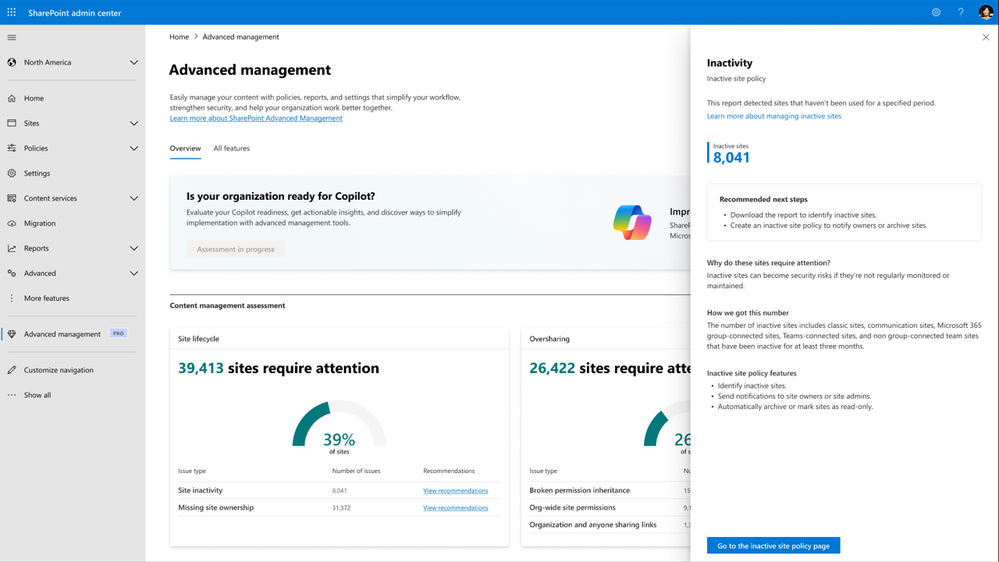 SharePoint admin center
North America
Home
Sites
Policies
Settings
Content services
Migration
Reports
Advanced
More features
Advanced management PRO
Customize navigation
Show all
Home > Advanced management
Advanced management
Easily manage your content with policies, reports, and settings that simplify your workflow,
strengthen security, and help your organization work better together.
Learn more about SharePoint Advanced Management
Overview All features
Is your organization ready for Copilot?
Evaluate your Copilot readiness, get actionable insights, and discover ways to simplify
implementation with advanced management tools.
Assessment in progress
Impr
ShareP
Micros
Content management assessment
Site lifecycle
39,413 sites require attention
39%
of sites
Issue type Number of issues Recommendations
Site inactivity 8,041 View recommendations
Missing site ownership 31,372 View recommendations
Oversharing
26,422 sites require atte
26
of s
Issue type Nu
Broken permission inheritance 15
Org-wide site permissions 9,1
Organization and anyone sharing links 1,3
Inactivity
Inactive site policy
This report detected sites that haven't been used for a specified period.
Learn more about managing inactive sites
Inactive sites
8,041
Recommended next steps
• Download the report to identify inactive sites.
• Create an inactive site policy to notify owners or archive sites.
Why do these sites require attention?
Inactive sites can become security risks if they're not regularly monitored or
maintained.
How we got this number
The number of inactive sites includes classic sites, communication sites, Microsoft 365
group-connected sites, Teams-connected sites, and non group-connected team sites
that have been inactive for at least three months.
Inactive site policy features
• Identify inactive sites.
• Send notifications to site owners or site admins.
• Automatically archive or mark sites as read-only.
Go to the inactive site policy page